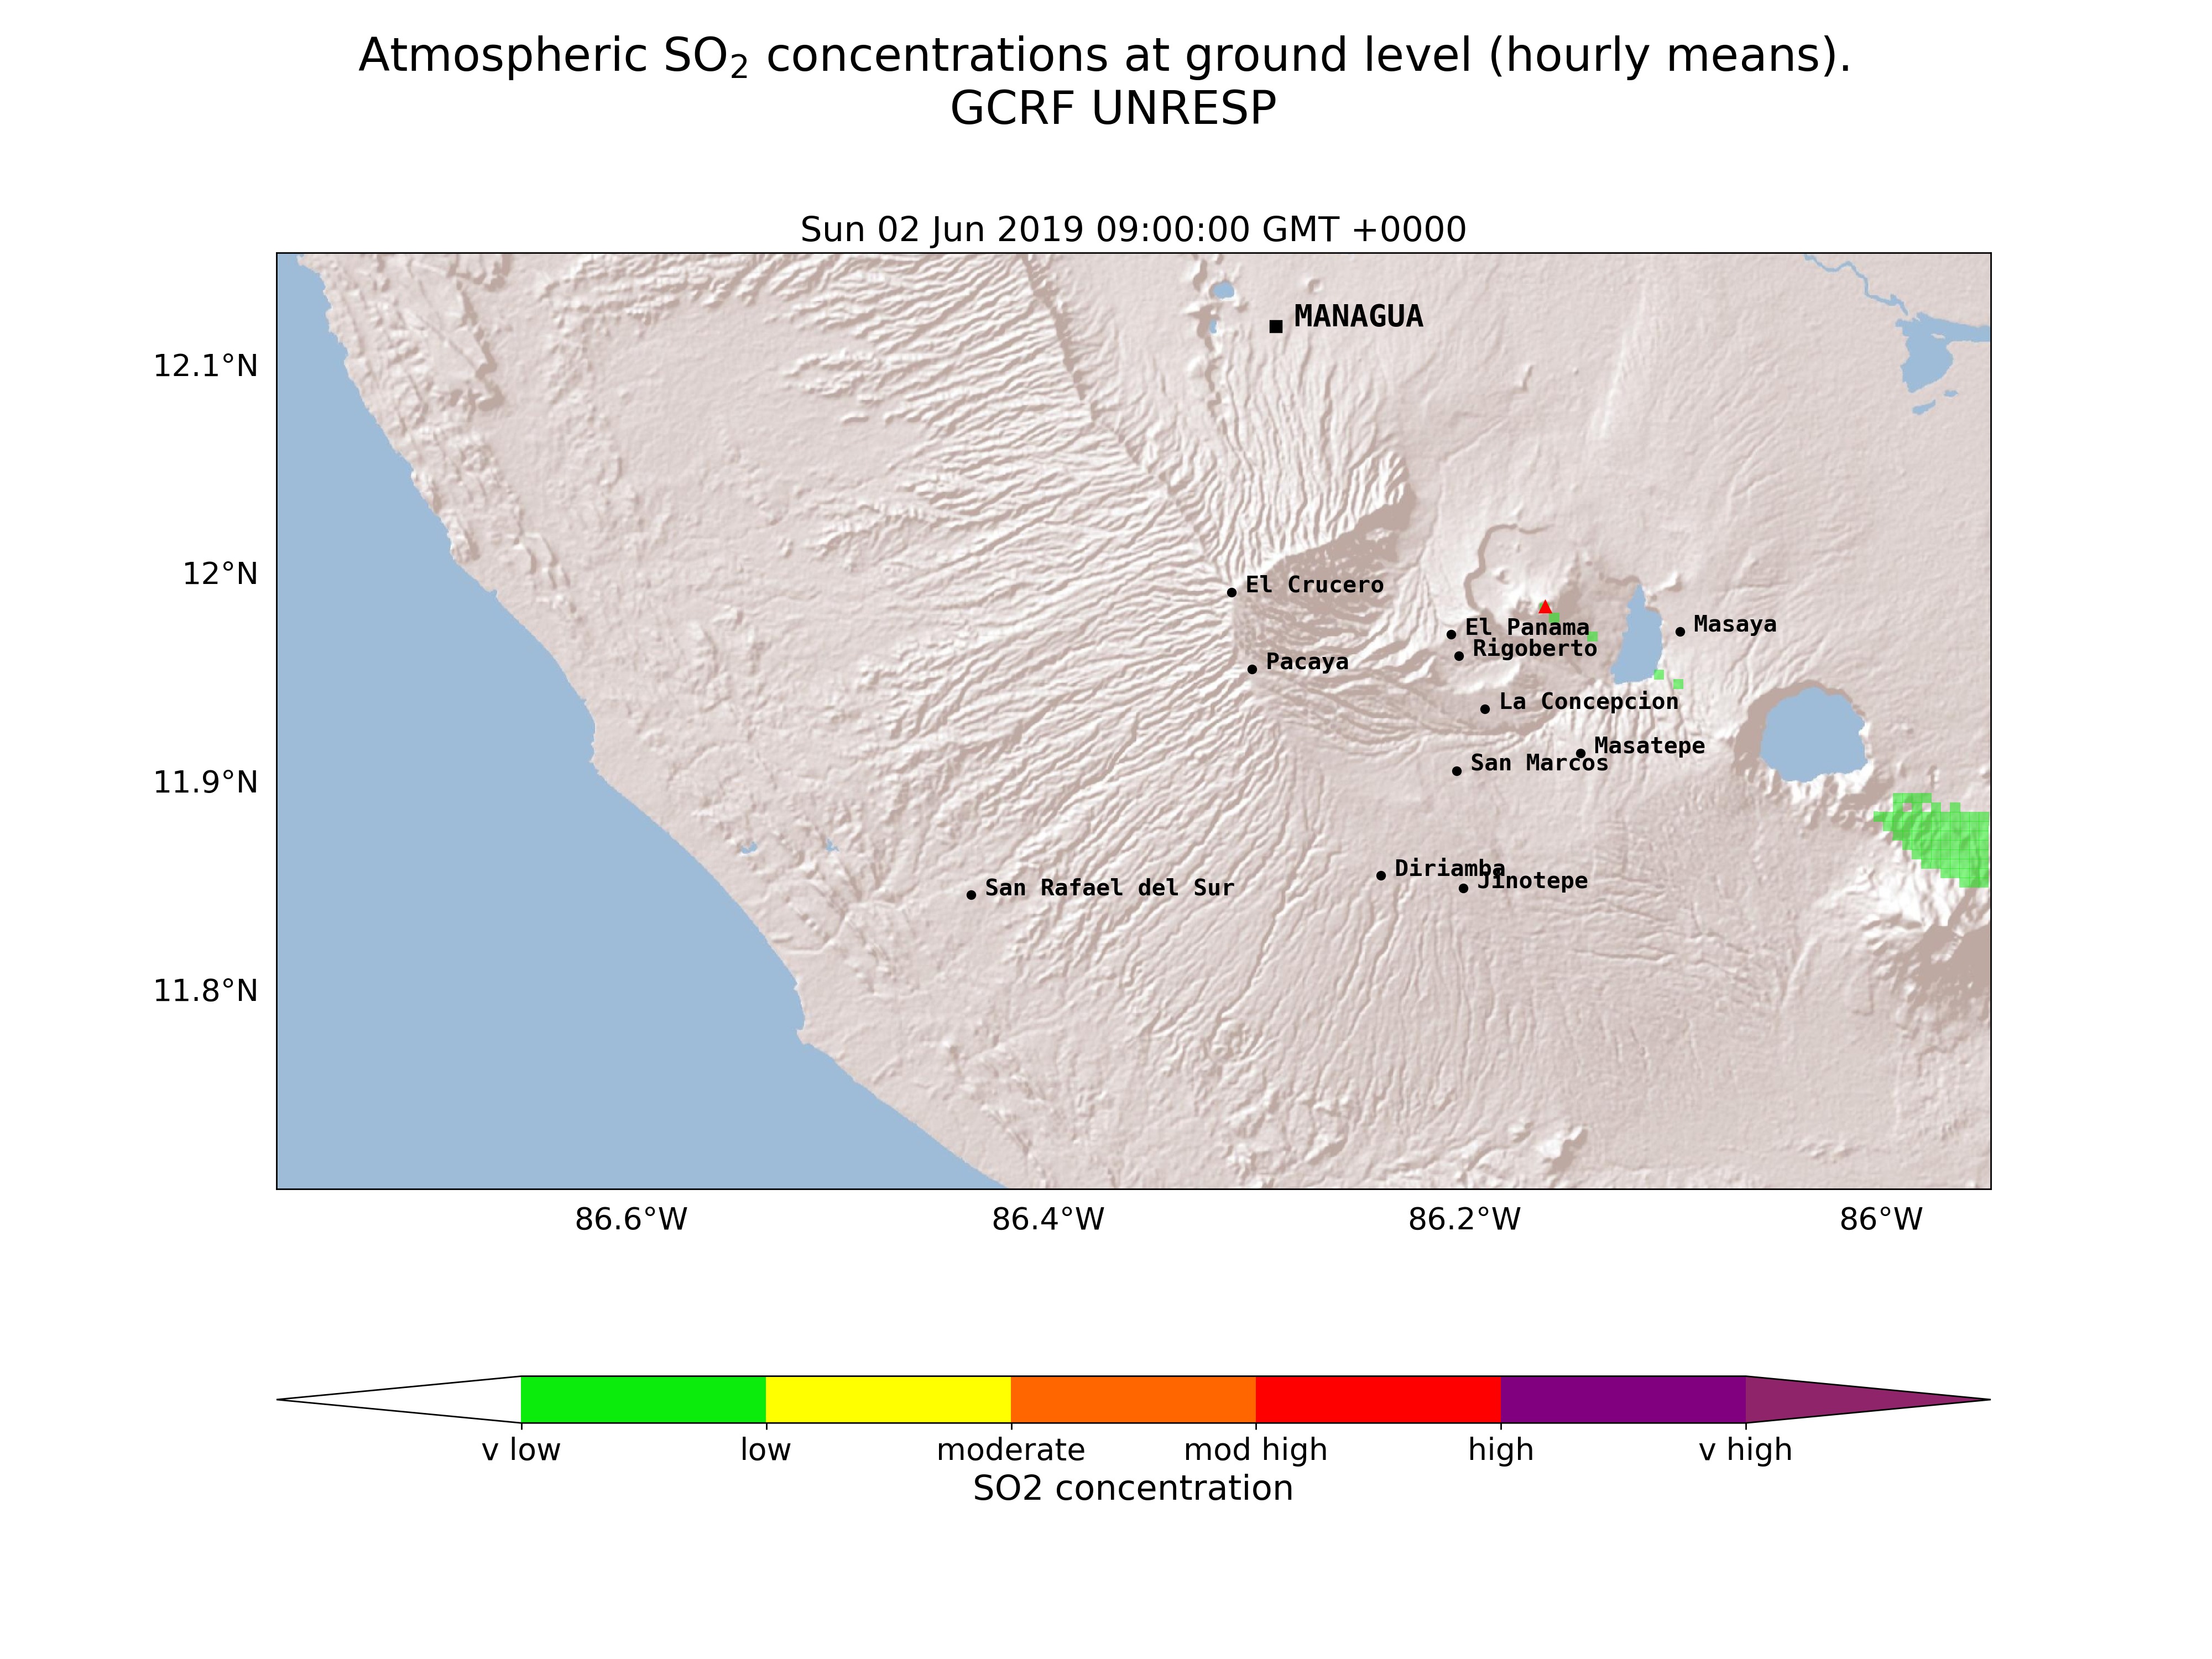 Atmospheric SO₂ concentrations at ground level (hourly means).
GCRF UNRESP
Sun 02 Jun 2019 09:00:00 GMT +0000
MANAGUA
12.1°N
12°N
El Crucero
Masaya
El Panama
Rigoberto
Pacaya
La Concepcion
Masatepe
San Marcos
11.9°N
Diriamba
Jinotepe
San Rafael del Sur
11.8°N
86.6°W 86.4°W 86.2°W 86°W
v low low moderate mod high high v high
SO2 concentration